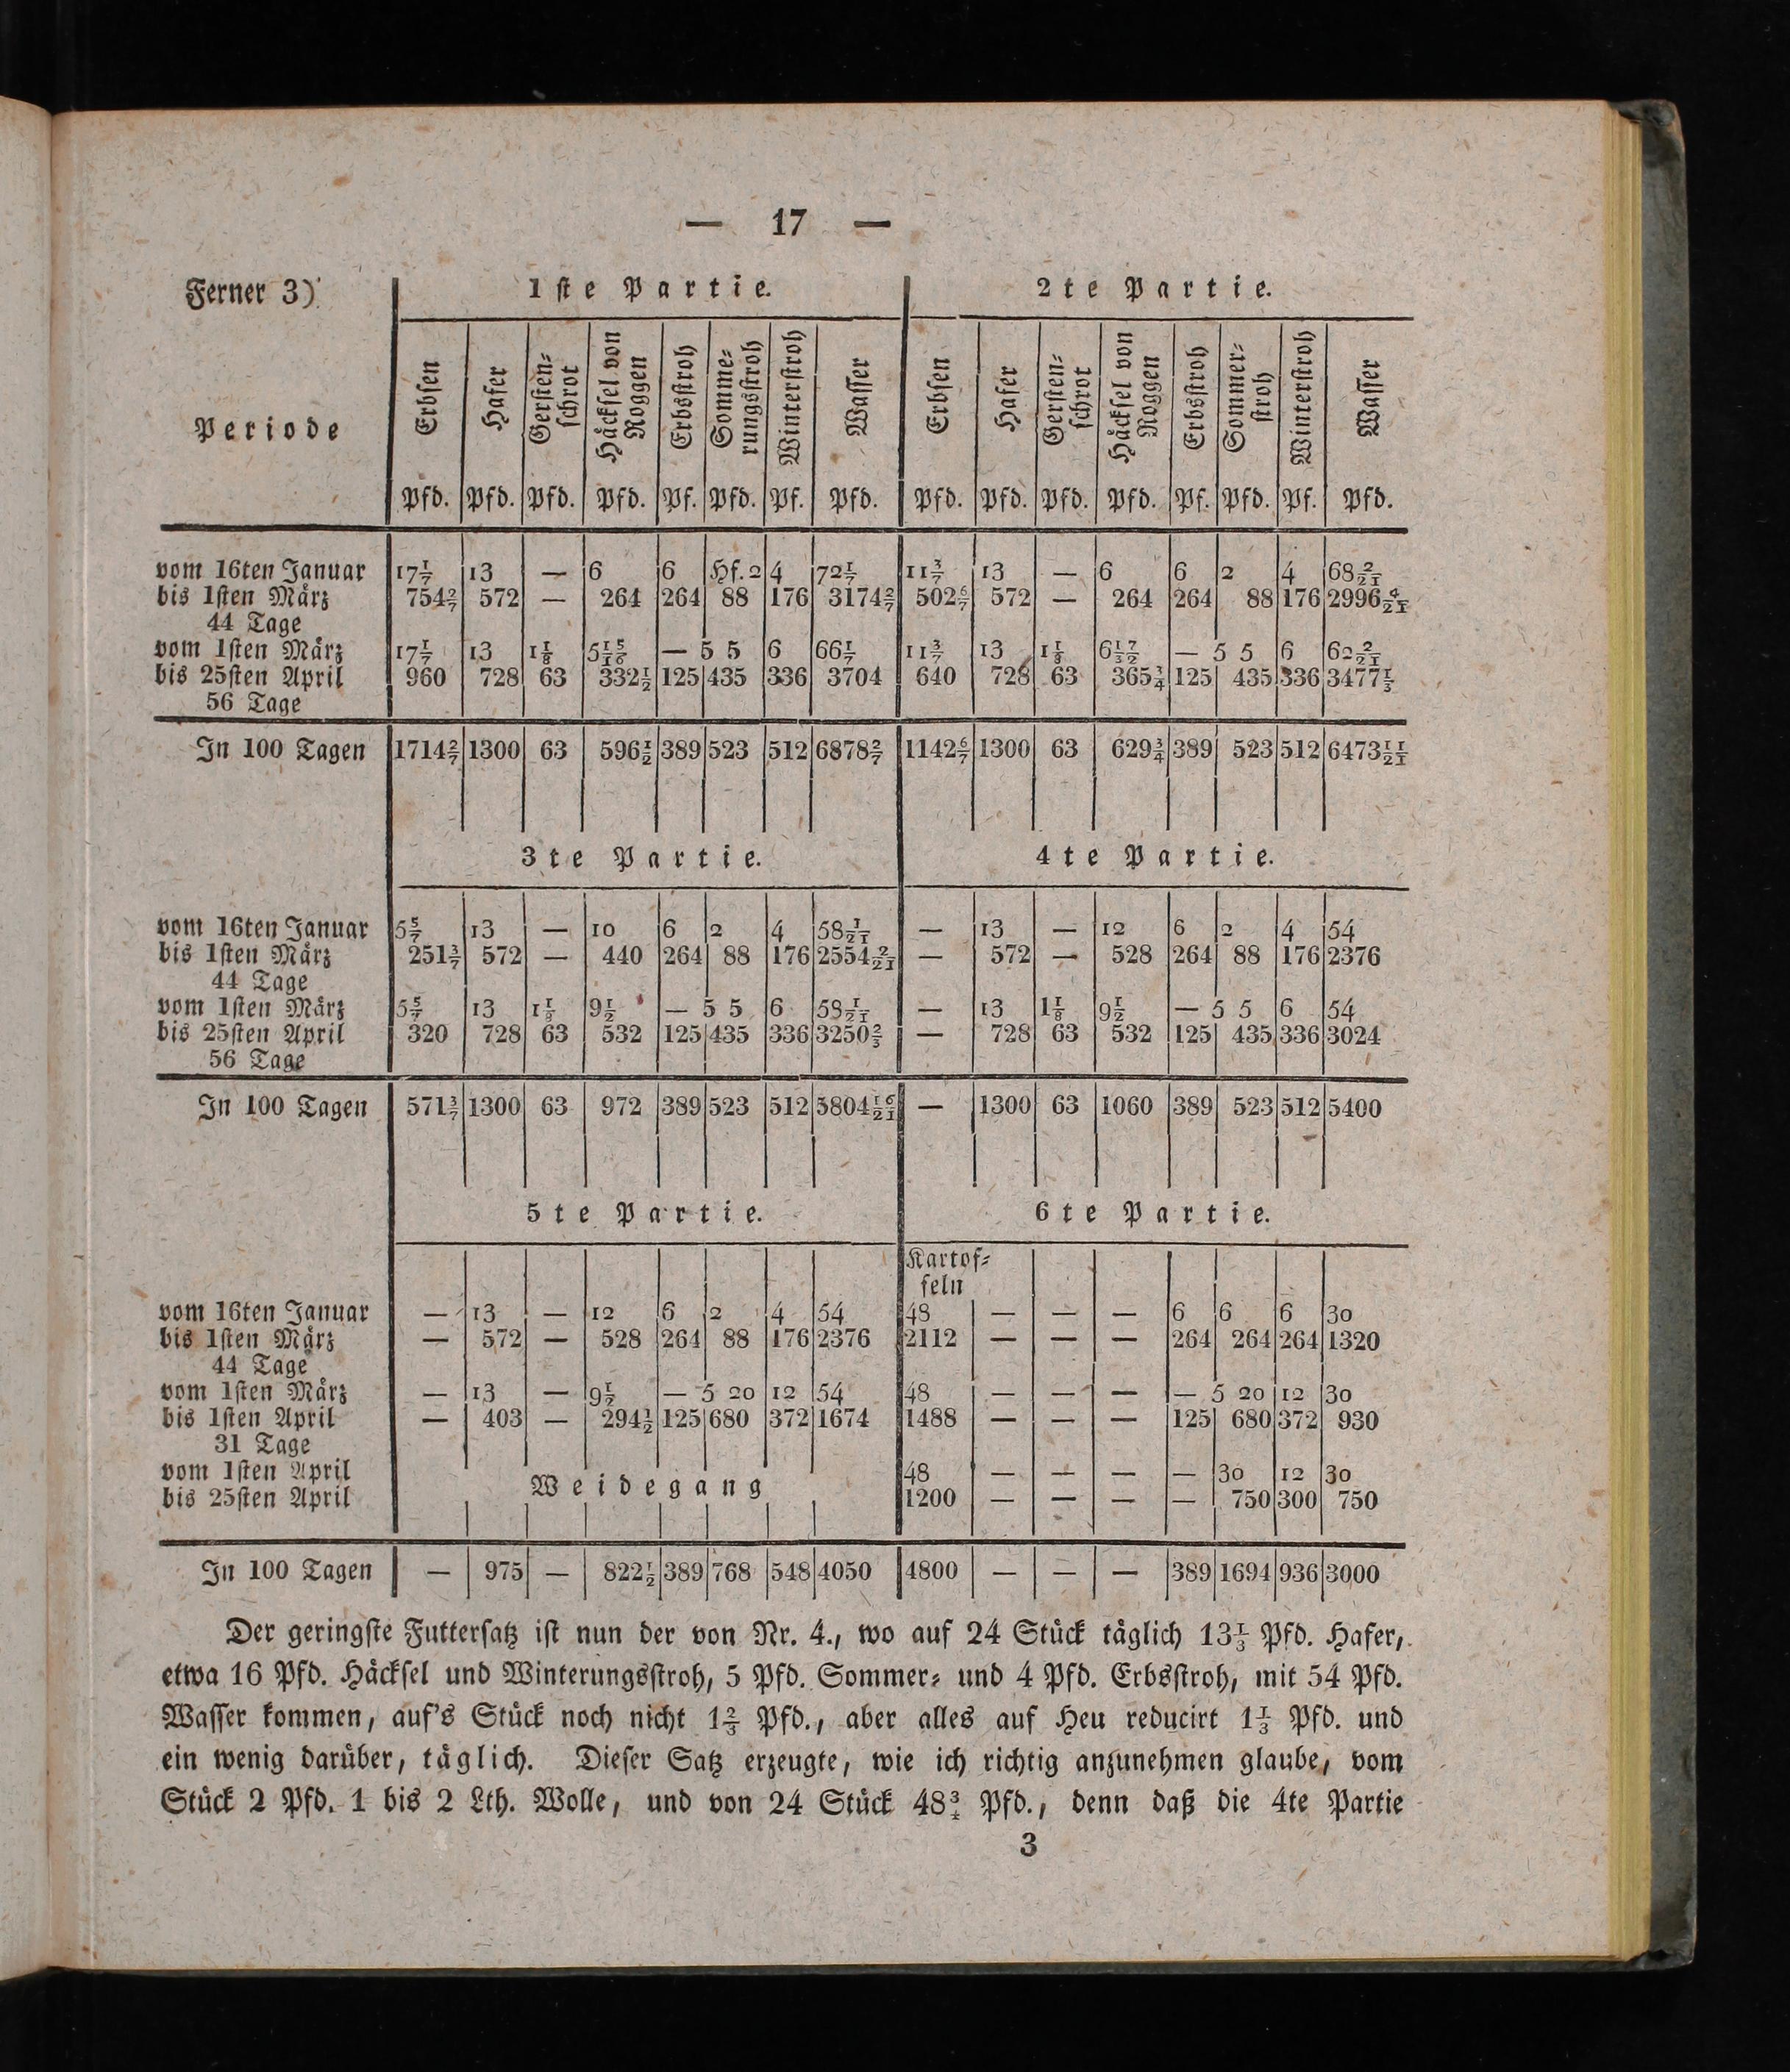 — 17 —
Ferner 3)
1ſte Partie. 2te Partie.
Periode
Erbſen Hafer Gerſten⸗ſchrot Häckſel von Roggen Erbsſtroh Somme⸗rungsſtroh Winterſtroh Waſſer Erbſen Hafer Gerſten⸗ſchrot Häckſel von Roggen Erbsſtroh Sommer⸗ſtroh Winterſtroh Waſſer
Pfd. Pfd. Pfd. Pfd. Pf. Pfd. Pf. Pfd. Pfd. Pfd. Pfd. Pfd. Pf. Pfd. Pf. Pfd.
vom 16ten Januar 17 1/7 13 — 6 6 Hf. 2 4 72 1/7 11 3/7 13 — 6 6 2 4 68 2/21
bis 1ſten März 754 2/7 572 — 264 264 88 176 3174 2/7 502 6/7 572 — 264 264 88 176 2996 4/21
44 Tage
vom 1ſten März 17 1/7 13 1 1/8 5 15/16 — 5 5 6 66 1/7 11 3/7 13 1 1/8 6 17/32 — 5 5 6 62 2/21
bis 25ſten April 960 728 63 332 1/2 125 435 336 3704 640 728 63 365 3/4 125 435 336 3477 1/3
56 Tage
In 100 Tagen 1714 2/7 1300 63 596 1/2 389 523 512 6878 2/7 1142 6/7 1300 63 629 3/4 389 523 512 6473 11/21
3te Partie. 4te Partie.
vom 16ten Januar 5 5/7 13 — 10 6 2 4 58 1/21 — 13 — 12 6 2 4 54
bis 1ſten März 251 3/7 572 — 440 264 88 176 2554 2/21 — 572 — 528 264 88 176 2376
44 Tage
vom 1ſten März 5 5/7 13 1 1/8 9 1/2 — 5 5 6 58 1/21 — 13 1 1/8 9 1/2 — 5 5 6 54
bis 25ſten April 320 728 63 532 125 435 336 3250 2/3 — 728 63 532 125 435 336 3024
56 Tage
In 100 Tagen 571 3/7 1300 63 972 389 523 512 5804 16/21 — 1300 63 1060 389 523 512 5400
5te Partie. 6te Partie.
Kartof⸗
feln
vom 16ten Januar — 13 — 12 6 2 4 54 48 — — — 6 6 6 30
bis 1ſten März — 572 — 528 264 88 176 2376 2112 — — — 264 264 264 1320
44 Tage
vom 1ſten März — 13 — 9 1/2 — 5 20 12 54 48 — — — — 5 20 12 30
bis 1ſten April — 403 — 294 1/2 125 680 372 1674 1488 — — — 125 680 372 930
31 Tage
vom 1ſten April Weidegang 48 — — — — 30 12 30
bis 25ſten April 1200 — — — — 750 300 750
In 100 Tagen — 975 — 822 1/2 389 768 548 4050 4800 — — — 389 1694 936 3000
Der geringſte Futterſatz iſt nun der von Nr. 4., wo auf 24 Stück täglich 13 1/3 Pfd. Hafer,
etwa 16 Pfd. Häckſel und Winterungsſtroh, 5 Pfd. Sommer⸗ und 4 Pfd. Erbsſtroh, mit 54 Pfd.
Waſſer kommen, auf's Stück noch nicht 1 2/3 Pfd., aber alles auf Heu reducirt 1 1/3 Pfd. und
ein wenig darüber, täglich. Dieſer Satz erzeugte, wie ich richtig anzunehmen glaube, vom
Stück 2 Pfd. 1 bis 2 Lth. Wolle, und von 24 Stück 48 3/4 Pfd., denn daß die 4te Partie
3